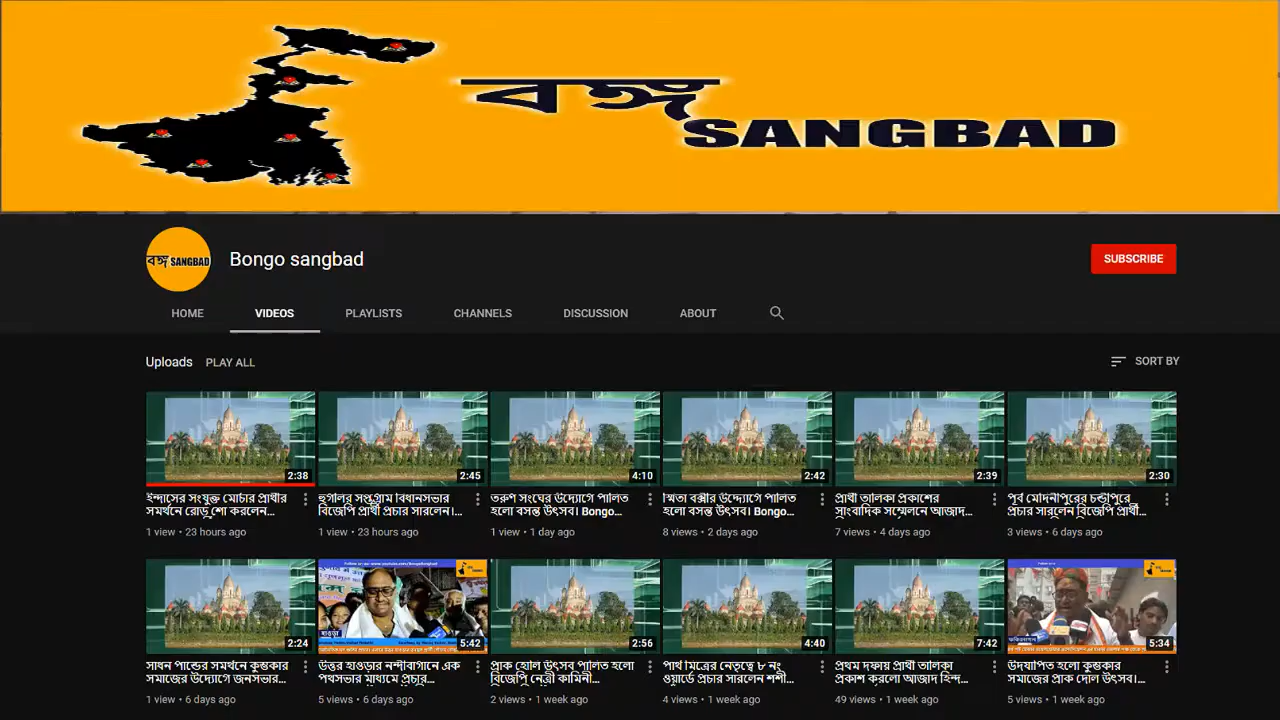 বঙ্গ
SANGBAD
বঙ্গ SANGBAD
Bongo sangbad
SUBSCRIBE
HOME VIDEOS PLAYLISTS CHANNELS DISCUSSION ABOUT
Uploads PLAY ALL
SORT BY
2:38 2:45 4:10 2:42 2:39 2:30
ইন্দাসের সংযুক্ত মোর্চার প্রার্থীর
সমর্থনে রোড শো করলেন...
1 view • 23 hours ago
হুগলির সপ্তগ্রাম বিধানসভার
বিজেপি প্রার্থী প্রচার সারলেন।...
1 view • 23 hours ago
তরুণ সংঘের উদ্যোগে পালিত
হলো বসন্ত উৎসব। Bongo...
1 view • 1 day ago
স্মিতা বক্সীর উদ্দ্যোগে পালিত
হলো বসন্ত উৎসব। Bongo...
8 views • 2 days ago
প্রার্থী তালিকা প্রকাশের
সাংবাদিক সম্মেলনে আজাদ...
7 views • 4 days ago
পূর্ব মেদিনীপুরের চন্ডীপুরে
প্রচার সারলেন বিজেপি প্রার্থী...
3 views • 6 days ago
হাওড়া
2:24 5:42 2:56 4:40 7:42 5:34
সাধন পান্ডের সমর্থনে কুম্ভকার
সমাজের উদ্যোগে জনসভার...
1 view • 6 days ago
উত্তর হাওড়ার নন্দীবাগানে এক
পথসভার মাধ্যমে প্রচার...
5 views • 6 days ago
প্রাক হোলি উৎসব পালিত হলো
বিজেপি নেত্রী কামিনী...
2 views • 1 week ago
পার্থ মিত্রের নেতৃত্বে ৮ নং
ওয়ার্ডে প্রচার সারলেন শশী...
4 views • 1 week ago
প্রথম দফায় প্রার্থী তালিকা
প্রকাশ করলো আজাদ হিন্দ...
49 views • 1 week ago
উদযাপিত হলো কুম্ভকার
সমাজের প্রাক দোল উৎসব।...
5 views • 1 week ago